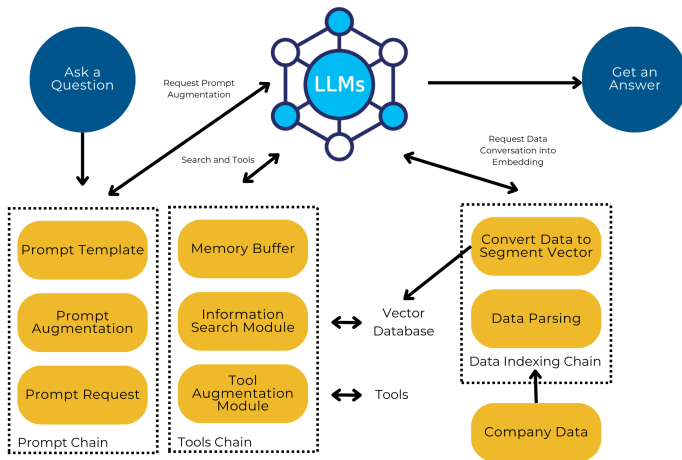 Ask a
Question
Request Prompt
Augmentation
LLMs
Get an
Answer
Search and Tools
Request Data
Conversation into
Embedding
Prompt Template
Prompt
Augmentation
Prompt Request
Prompt Chain
Memory Buffer
Information
Search Module
Tool
Augmentation
Module
Tools Chain
Vector
Database
Tools
Convert Data to
Segment Vector
Data Parsing
Data Indexing Chain
Company Data